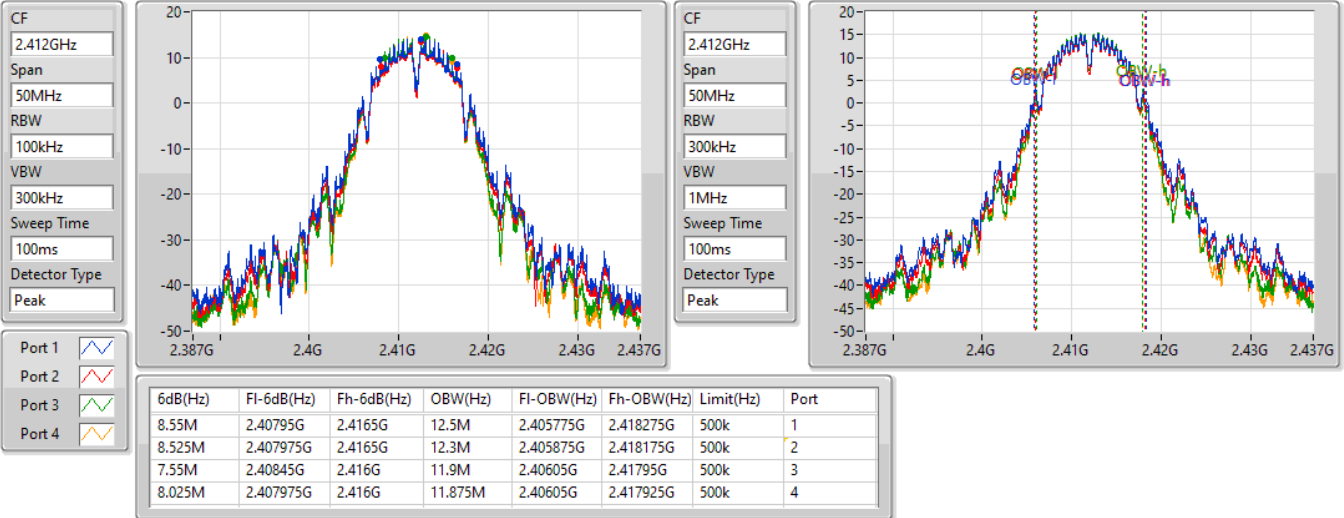 CF
2.412GHz
Span
50MHz
RBW
100kHz
VBW
300kHz
Sweep Time
100ms
Detector Type
Peak
20
10
0
-10
-20
-30
-40
-50
2.387G 2.4G 2.41G 2.42G 2.43G 2.437G
CF
2.412GHz
Span
50MHz
RBW
300kHz
VBW
1MHz
Sweep Time
100ms
Detector Type
Peak
20
15
10
5
0
-5
-10
-15
-20
-25
-30
-35
-40
-45
-50
OBW-h
OBW-h
2.387G 2.4G 2.41G 2.42G 2.43G 2.437G
Port 1
Port 2
Port 3
Port 4
6dB(Hz) Fl-6dB(Hz) Fh-6dB(Hz) OBW(Hz) Fl-OBW(Hz) Fh-OBW(Hz) Limit(Hz) Port
8.55M 2.40795G 2.4165G 12.5M 2.405775G 2.418275G 500k 1
8.525M 2.407975G 2.4165G 12.3M 2.405875G 2.418175G 500k 2
7.55M 2.40845G 2.416G 11.9M 2.40605G 2.41795G 500k 3
8.025M 2.407975G 2.416G 11.875M 2.40605G 2.417925G 500k 4